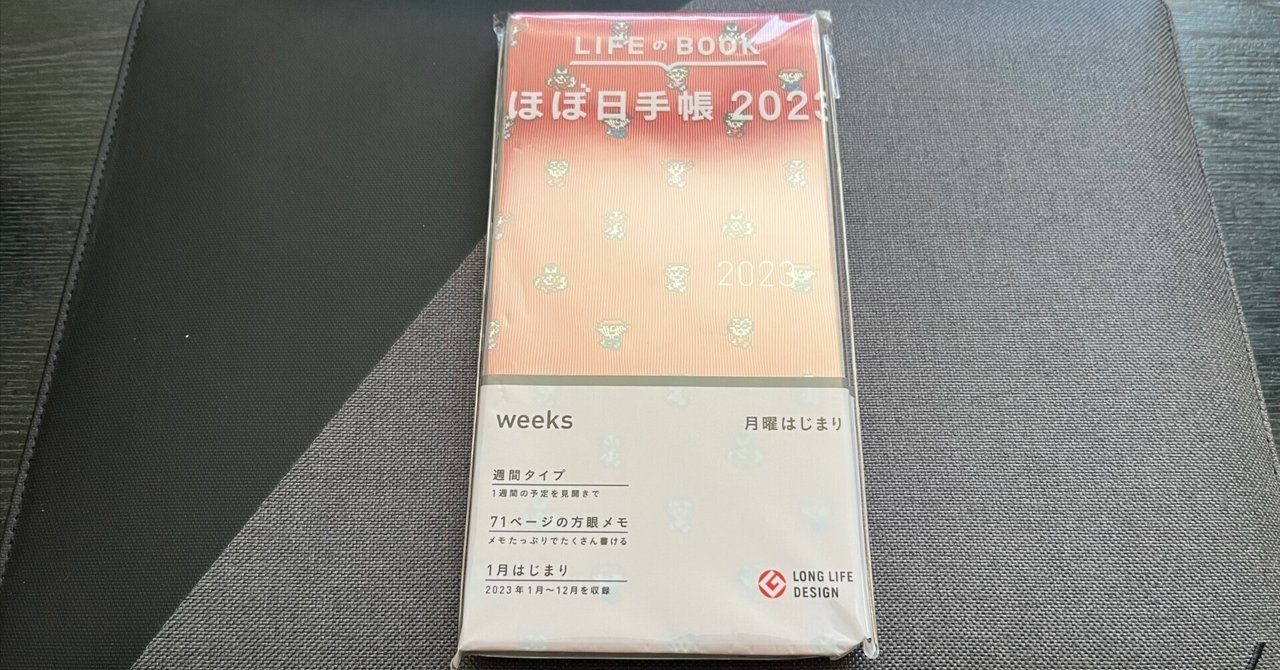 LIFEのBOOK
ほぼ日手帳 2023
2023
weeks
月曜はじまり
週間タイプ
1週間の予定を見開きで
71ページの方眼メモ
メモたっぷりでたくさん書ける
1月はじまり
2023年1月〜12月を収録
LONG LIFE
DESIGN